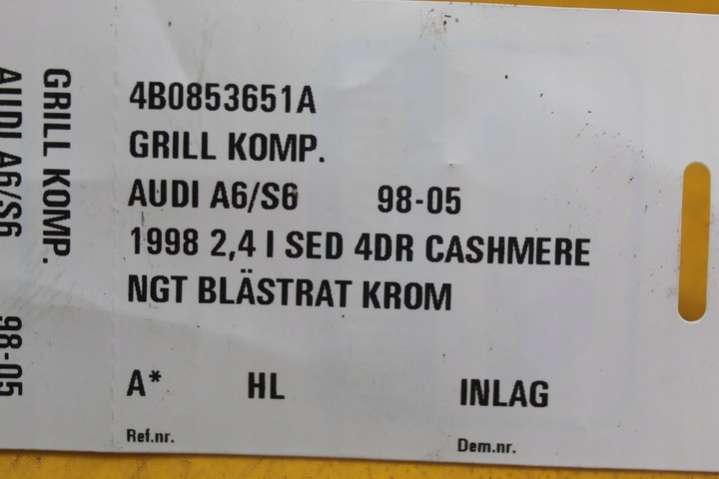 4B0853651A
GRILL KOMP.
AUDI A6/S6 98-05
1998 2,4 I SED 4DR CASHMERE
NGT BLÄSTRAT KROM
A* HL INLAG
Ref.nr. Dem.nr.
GRILL KOMP.
AUDI A6/S6 98-05